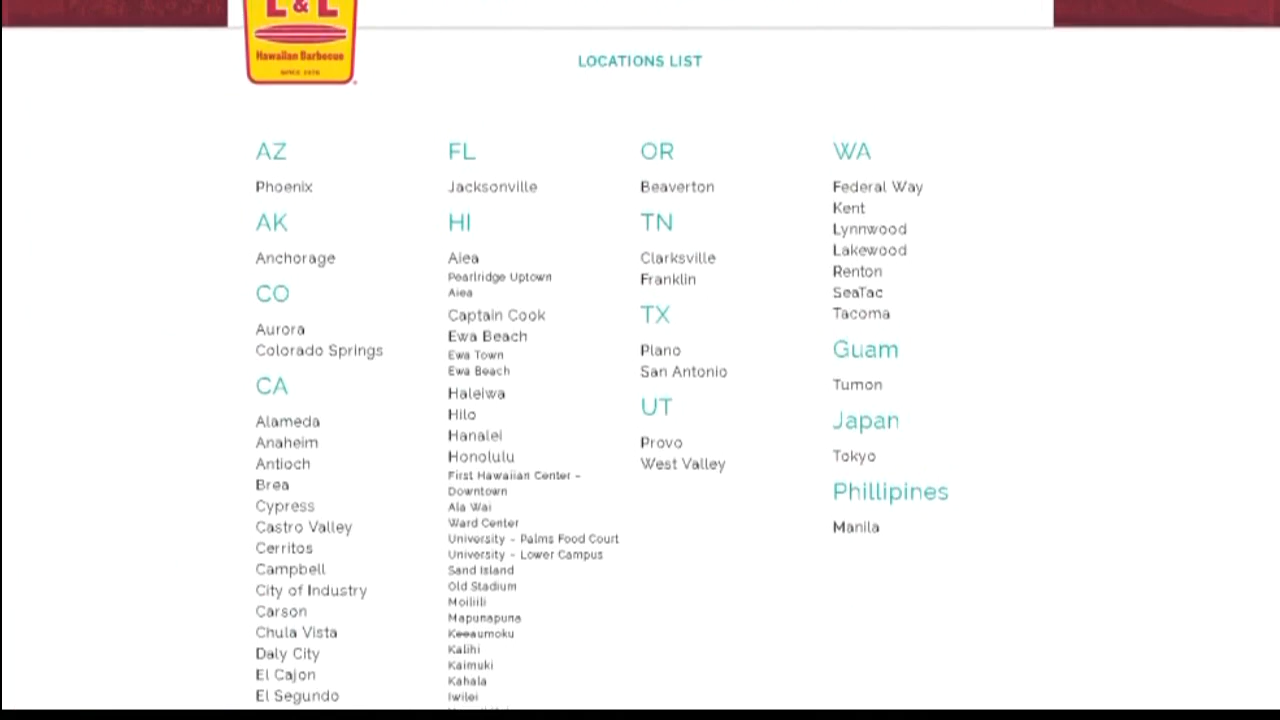 L&L
Hawaiian Barbecue
SINCE 1976
LOCATIONS LIST
AZ
Phoenix
AK
Anchorage
CO
Aurora
Colorado Springs
CA
Alameda
Anaheim
Antioch
Brea
Cypress
Castro Valley
Cerritos
Campbell
City of Industry
Carson
Chula Vista
Daly City
El Cajon
El Segundo
FL
Jacksonville
HI
Aiea
Pearlridge Uptown
Aiea
Captain Cook
Ewa Beach
Ewa Town
Ewa Beach
Haleiwa
Hilo
Hanalei
Honolulu
First Hawaiian Center –
Downtown
Ala Wai
Ward Center
University – Palms Food Court
University – Lower Campus
Sand Island
Old Stadium
Moiliili
Mapunapuna
Keeaumoku
Kalihi
Kaimuki
Kahala
Iwilei
OR
Beaverton
TN
Clarksville
Franklin
TX
Plano
San Antonio
UT
Provo
West Valley
WA
Federal Way
Kent
Lynnwood
Lakewood
Renton
SeaTac
Tacoma
Guam
Tumon
Japan
Tokyo
Phillipines
Manila